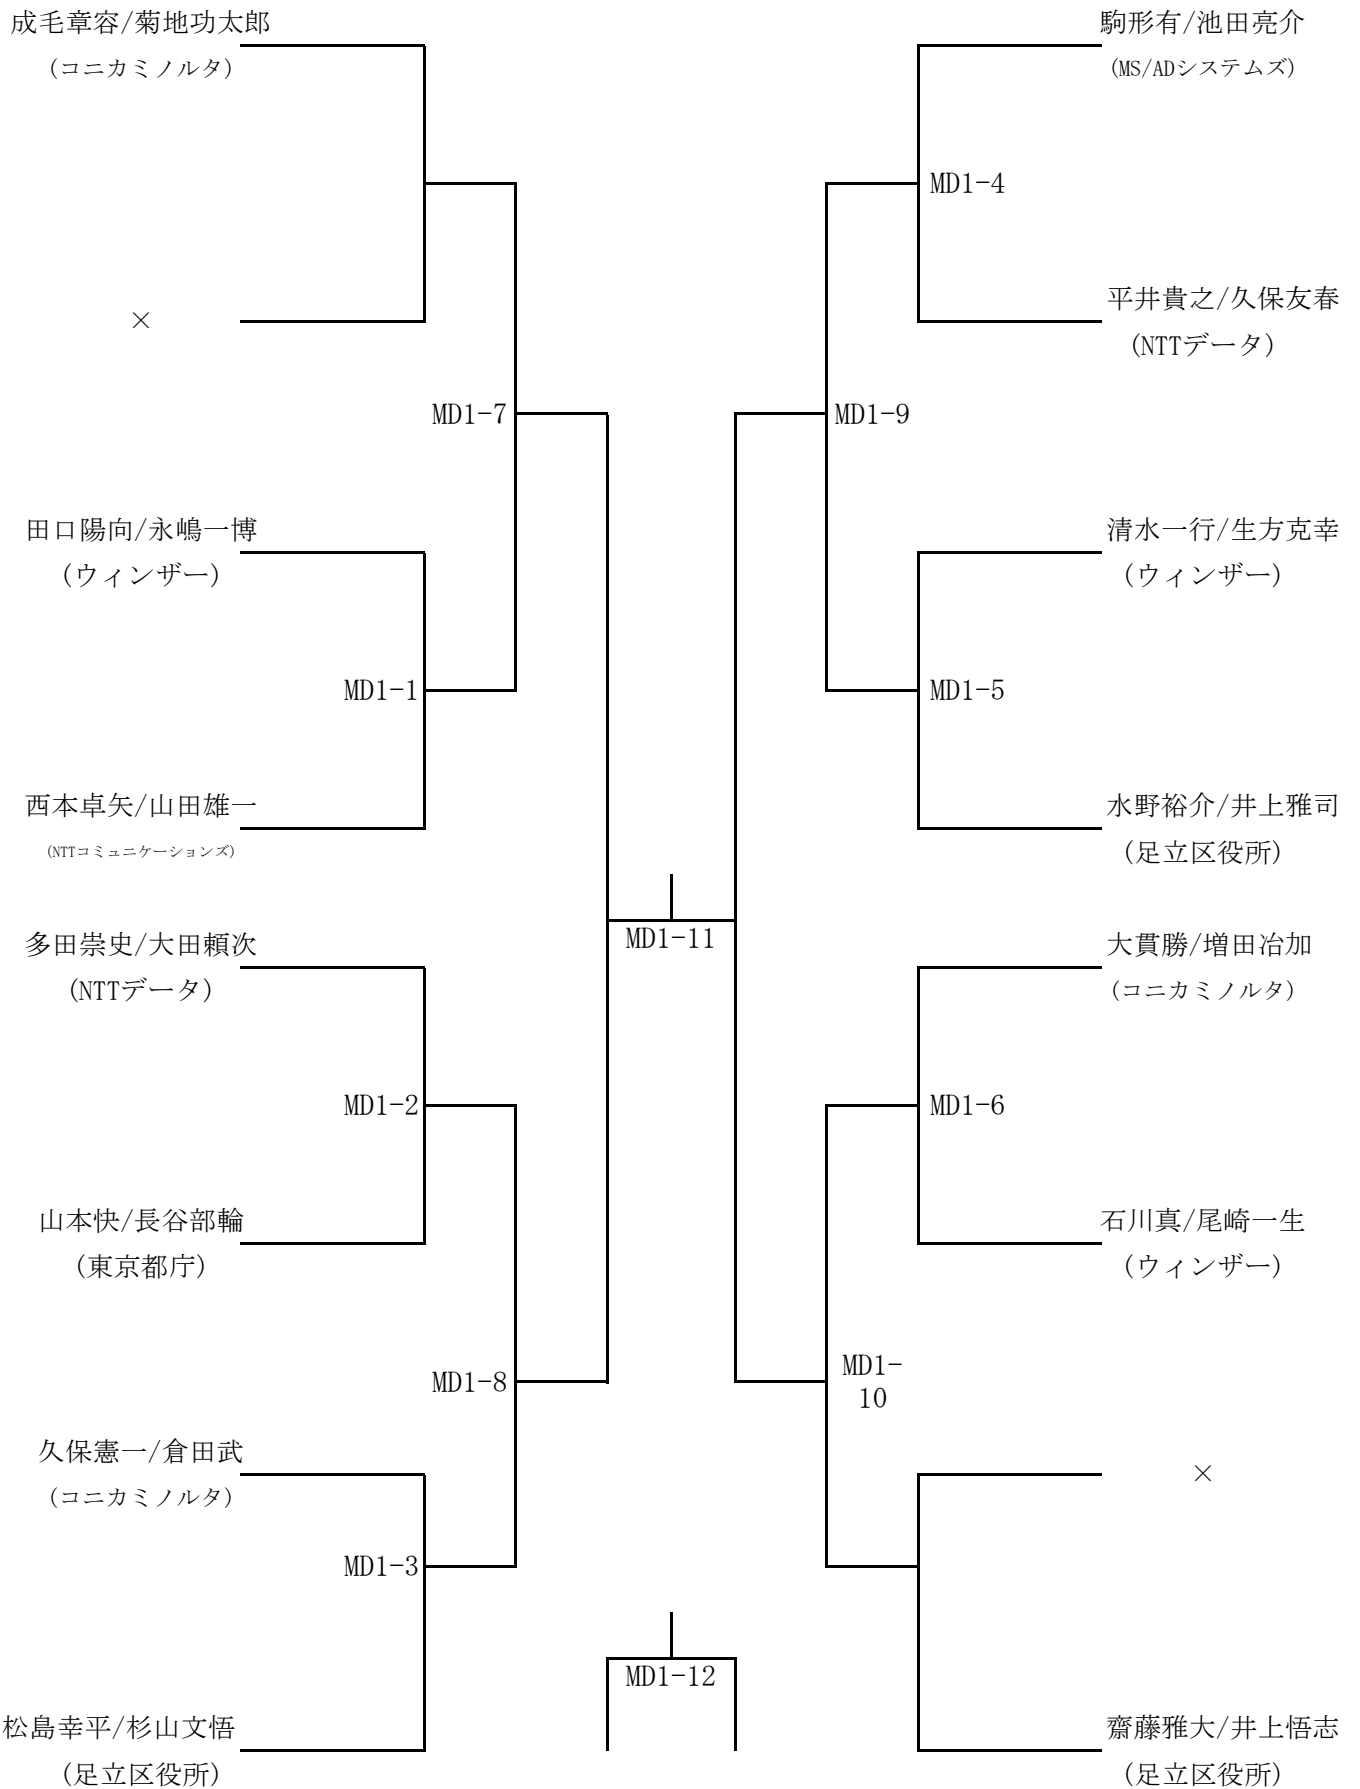 成毛章容/菊地功太郎
(コニカミノルタ)
×
MD1-7
田口陽向/永嶋一博
(ウィンザー)
MD1-1
西本卓矢/山田雄一
(NTTコミュニケーションズ)
多田崇史/大田頼次
(NTTデータ)
MD1-2
山本快/長谷部輪
(東京都庁)
MD1-8
久保憲一/倉田武
(コニカミノルタ)
MD1-3
松島幸平/杉山文悟
(足立区役所)
MD1-11
MD1-12
駒形有/池田亮介
(MS/ADシステムズ)
MD1-4
平井貴之/久保友春
(NTTデータ)
MD1-9
清水一行/生方克幸
(ウィンザー)
MD1-5
水野裕介/井上雅司
(足立区役所)
大貫勝/増田冶加
(コニカミノルタ)
MD1-6
石川真/尾崎一生
(ウィンザー)
MD1-
10
×
齋藤雅大/井上悟志
(足立区役所)